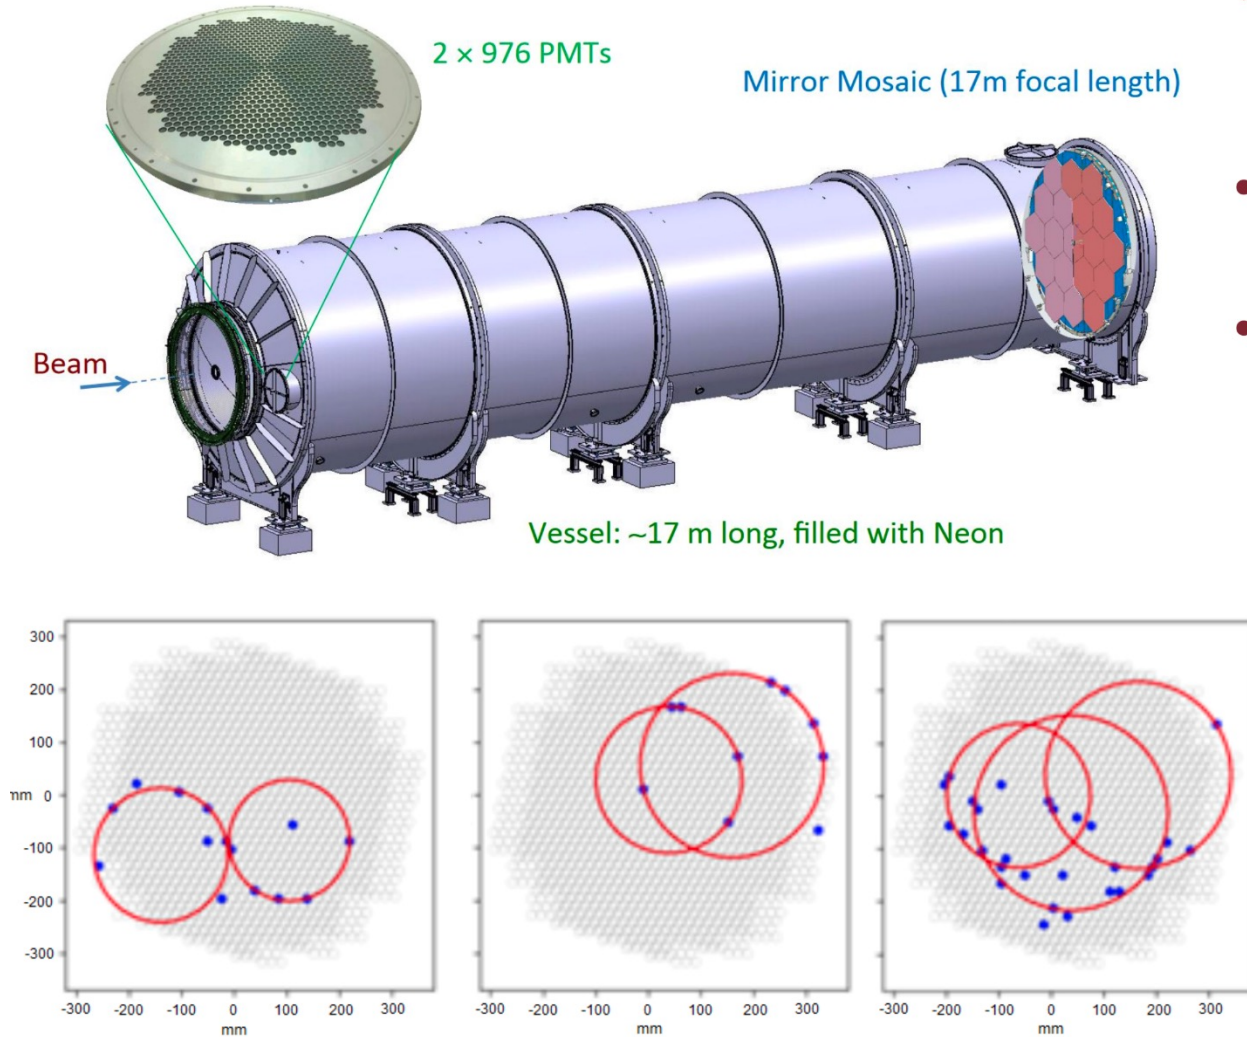 2 × 976 PMTs
Mirror Mosaic (17m focal length)
Beam
Vessel: ~17 m long, filled with Neon
300
200
100
mm 0
-100
-200
-300
-300 -200 -100 0 100 200 300
mm
-300 -200 -100 0 100 200 300
mm
-300 -200 -100 0 100 200 300
mm